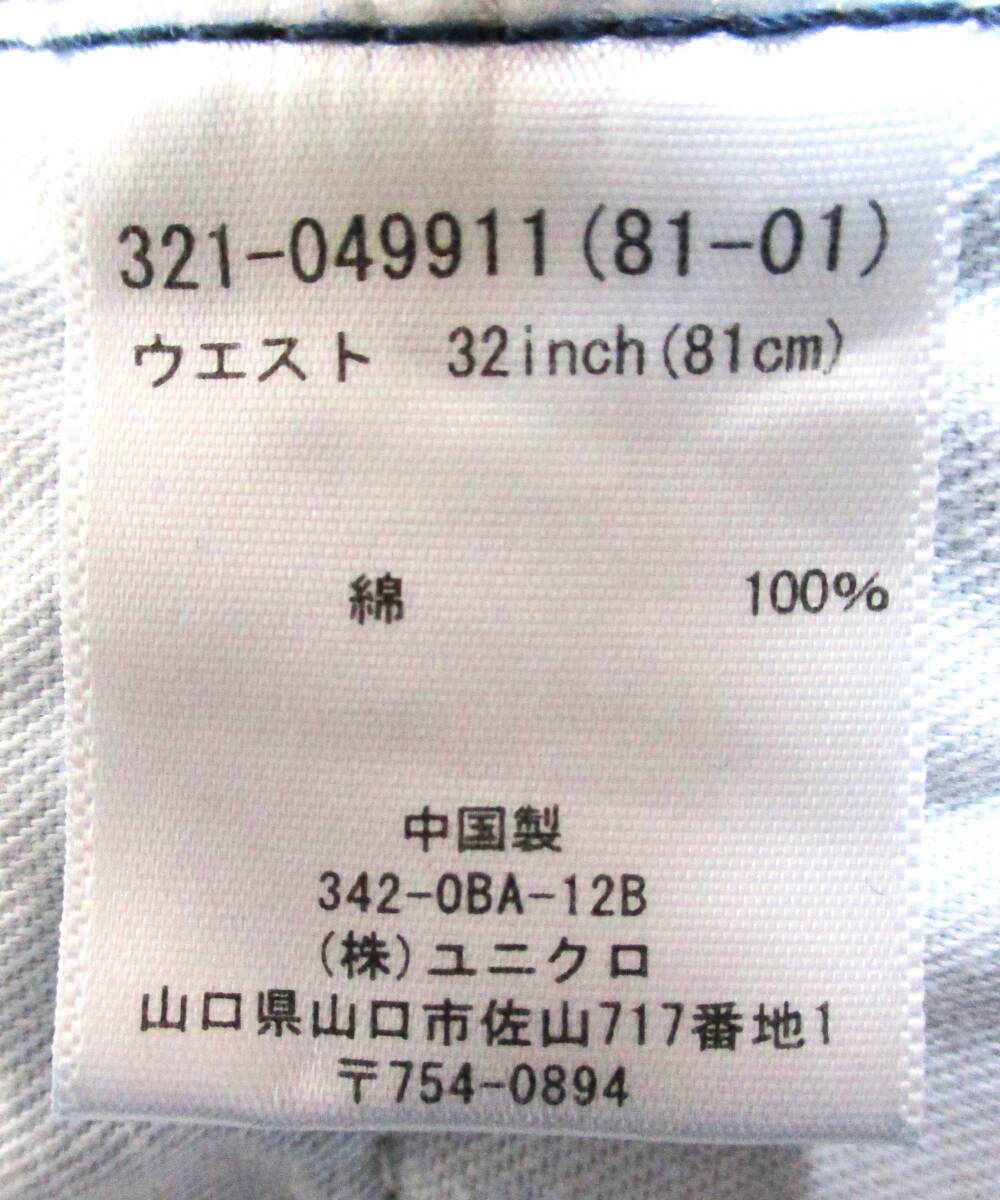 321-049911(81-01)
ウエスト 32inch(81cm)
綿 100%
中国製
342-0BA-12B
(株)ユニクロ
山口県山口市佐山717番地1
〒754-0894